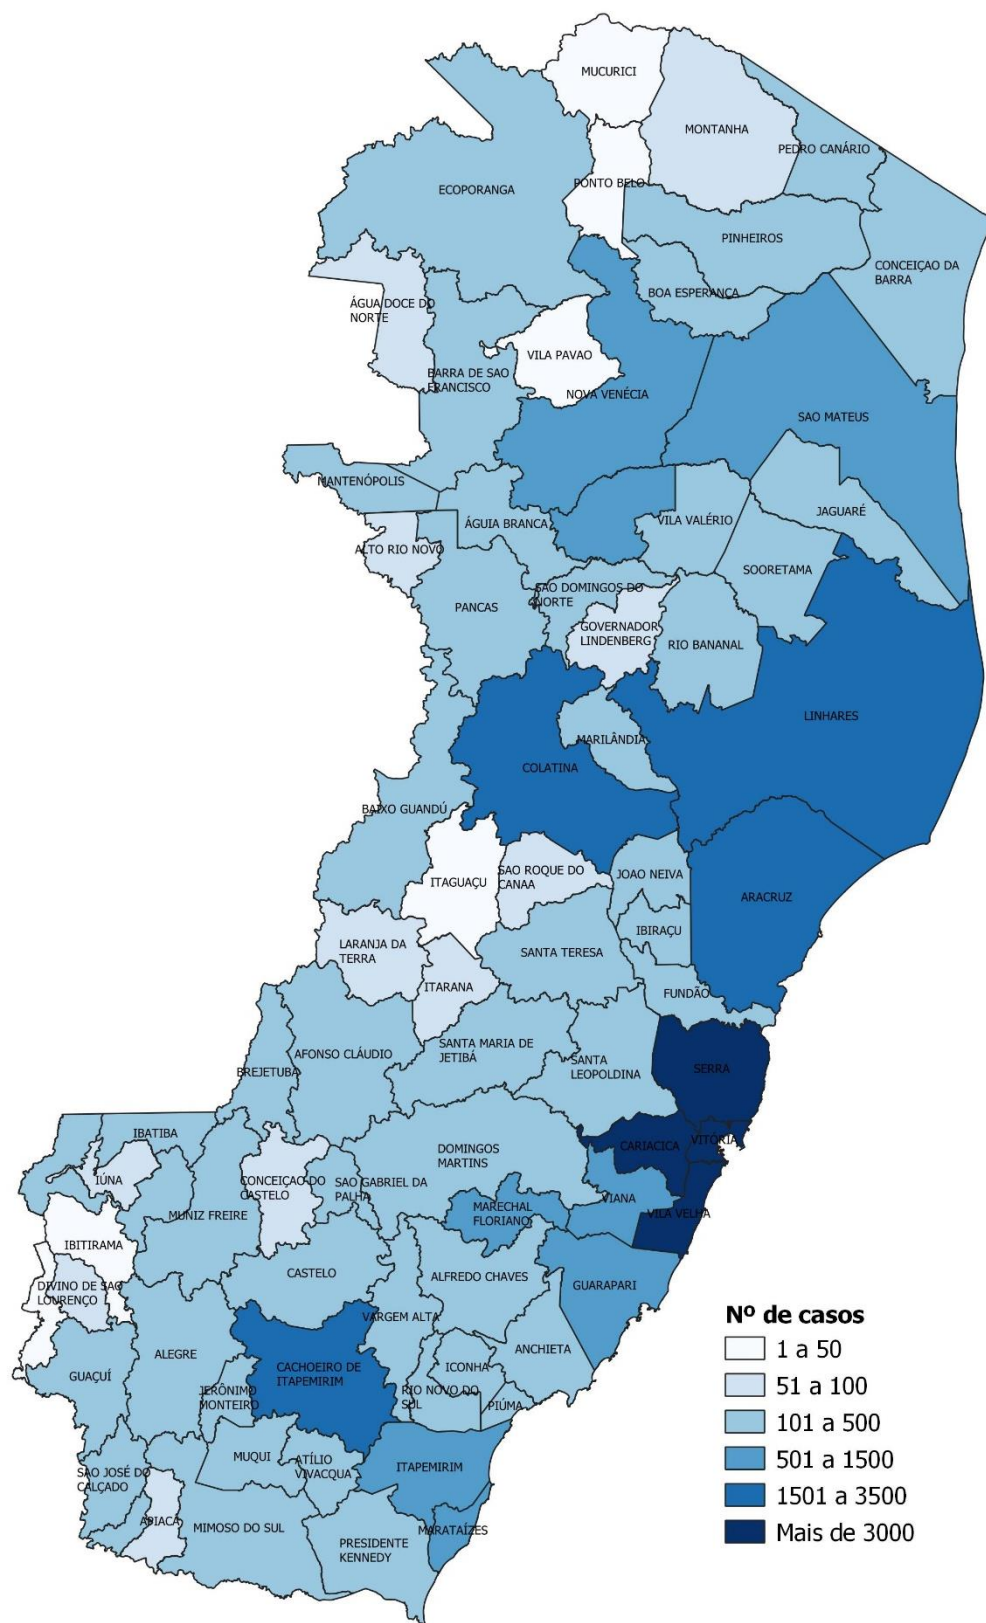 MUCURICI
MONTANHA
PEDRO CANÁRIO
PONTO BELO
ECOPORANGA
PINHEIROS
CONCEIÇAO DA
BARRA
BOA ESPERANÇA
ÁGUA DOCE DO
NORTE
VILA PAVAO
BARRA DE SAO
FRANCISCO
NOVA VENÉCIA
SAO MATEUS
MANTENÓPOLIS
JAGUARÉ
ÁGUIA BRANCA
VILA VALÉRIO
ALTO RIO NOVO
SOORETAMA
SAO DOMINGOS DO
NORTE
PANCAS
GOVERNADOR
LINDENBERG
RIO BANANAL
LINHARES
MARILÂNDIA
COLATINA
BAIXO GUANDÚ
SAO ROQUE DO
CANAA
JOAO NEIVA
ITAGUAÇU
ARACRUZ
IBIRAÇU
LARANJA DA
TERRA
SANTA TERESA
ITARANA
FUNDÃO
SANTA MARIA DE
JETIBÁ
AFONSO CLÁUDIO
SANTA
LEOPOLDINA
BREJETUBA
SERRA
IBATIBA
VITÓRIA
CARIACICA
DOMINGOS
MARTINS
IÚNA
CONCEIÇAO DO
CASTELO
SAO GABRIEL DA
PALHA
VIANA
MARECHAL
FLORIANO
VILA VELHA
MUNIZ FREIRE
IBITIRAMA
CASTELO
ALFREDO CHAVES
GUARAPARI
DIVINO DE SAO
LOURENÇO
VARGEM ALTA
Nº de casos
1 a 50
51 a 100
101 a 500
501 a 1500
1501 a 3500
Mais de 3000
ANCHIETA
ALEGRE
CACHOEIRO DE
ITAPEMIRIM
ICONHA
GUAÇUÍ
JERÔNIMO
MONTEIRO
RIO NOVO DO
SUL
PIÚMA
MUQUI
ATÍLIO
VIVACQUA
ITAPEMIRIM
SAO JOSÉ DO
CALÇADO
APIACÁ
MIMOSO DO SUL
MARATAÍZES
PRESIDENTE
KENNEDY